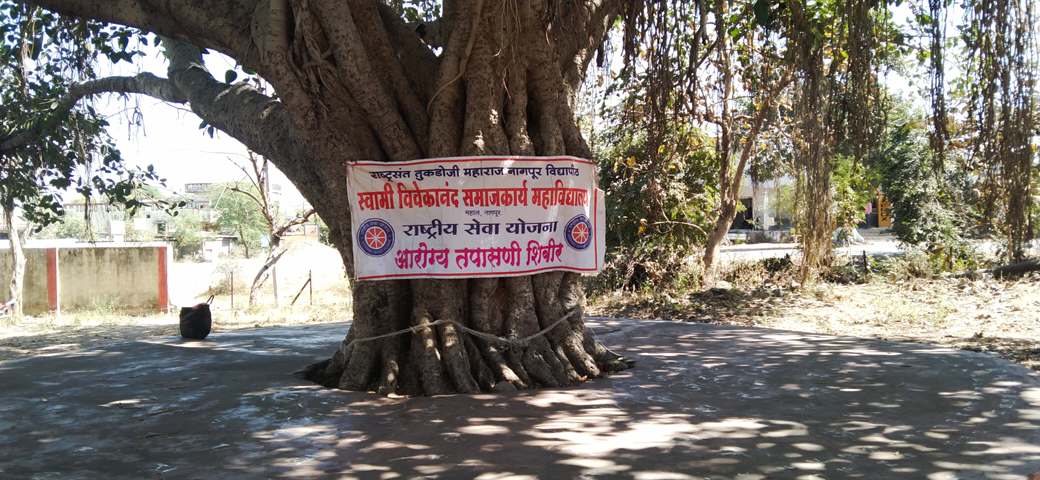 राष्ट्रसंत तुकडोजी महाराज नागपूर विद्यापीठ
स्वामी विवेकानंद समाजकार्य महाविद्यालय
महाल, नागपूर.
राष्ट्रीय सेवा योजना
आरोग्य तपासणी शिबीर